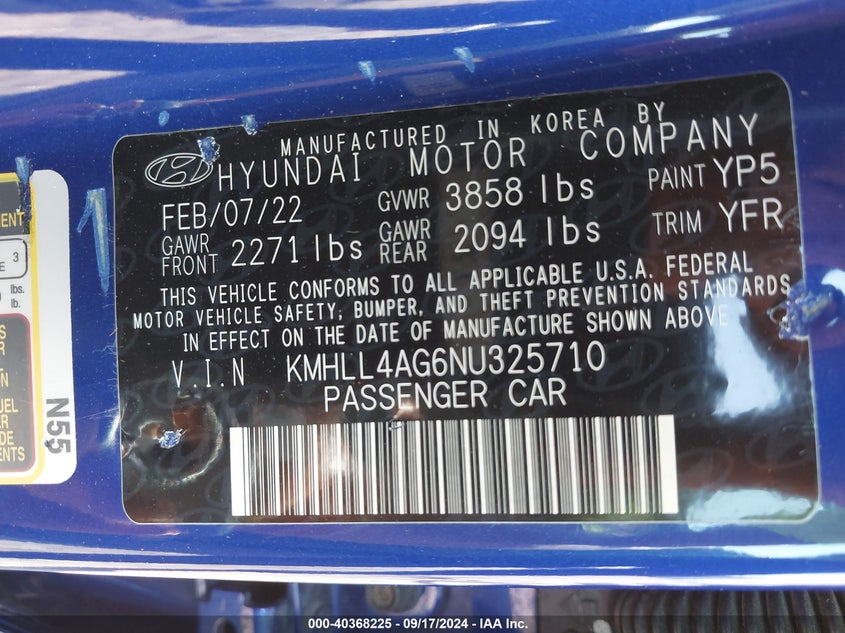 MANUFACTURED IN KOREA BY
HYUNDAI MOTOR COMPANY
FEB/07/22 GVWR 3858 lbs PAINT YP5
GAWR FRONT 2271 lbs GAWR REAR 2094 lbs TRIM YFR
THIS VEHICLE CONFORMS TO ALL APPLICABLE U.S.A. FEDERAL
MOTOR VEHICLE SAFETY, BUMPER, AND THEFT PREVENTION STANDARDS
IN EFFECT ON THE DATE OF MANUFACTURE SHOWN ABOVE
V.I.N KMHLL4AG6NU325710
PASSENGER CAR
3
lbs.
lb.
N55
000-40368225 - 09/17/2024 - IAA Inc.